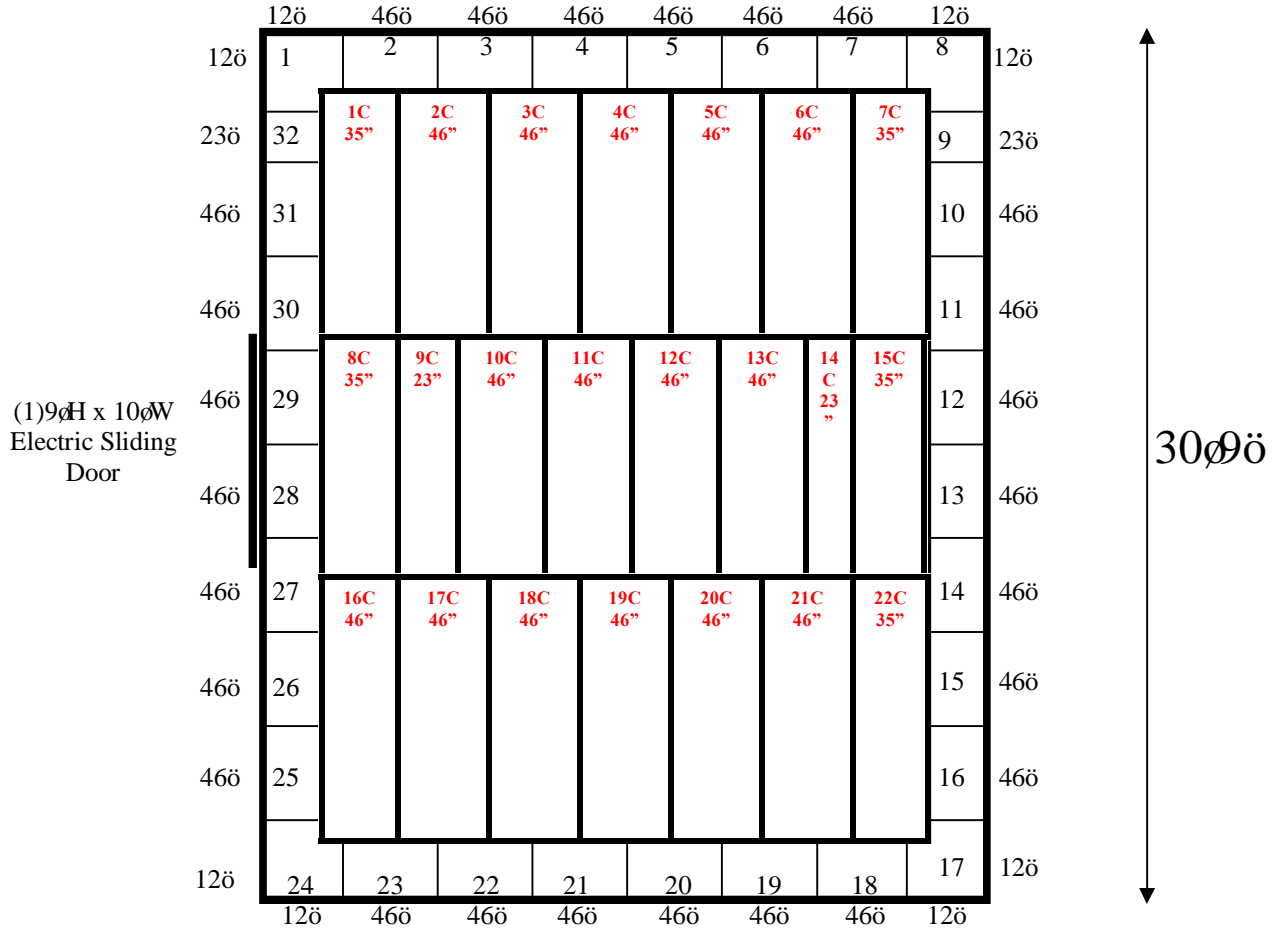 12ö 46ö 46ö 46ö 46ö 46ö 46ö 12ö
12ö 1 2 3 4 5 6 7 8 12ö
1C 2C 3C 4C 5C 6C 7C
35” 46” 46” 46” 46” 46” 35”
23ö 32 9 23ö
46ö 31 10 46ö
46ö 30 11 46ö
8C 9C 10C 11C 12C 13C 14 15C
35” 23” 46” 46” 46” 46” C 35”
23
”
46ö 29 12 46ö
(1)9øH x 10øW
Electric Sliding
Door
30ø9ö
46ö 28 13 46ö
46ö 27 14 46ö
16C 17C 18C 19C 20C 21C 22C
46” 46” 46” 46” 46” 46” 35”
46ö 26 15 46ö
46ö 25 16 46ö
12ö 24 23 22 21 20 19 18 17 12ö
12ö 46ö 46ö 46ö 46ö 46ö 46ö 12ö